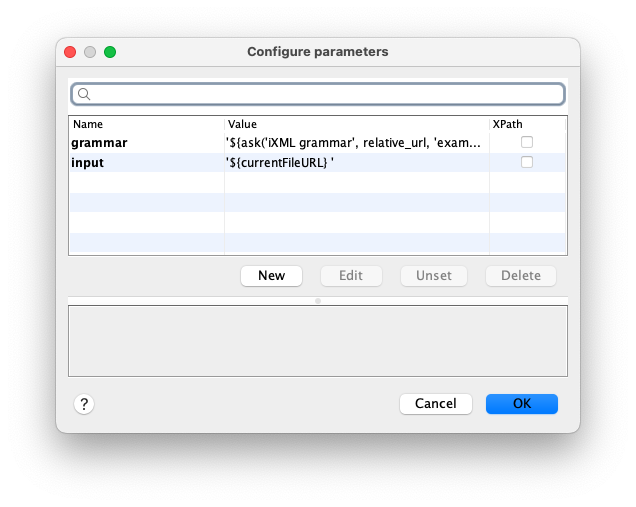 Configure parameters
Name Value XPath
grammar '${ask('iXML grammar', relative_url, 'exam...
input '${currentFileURL} '
New Edit Unset Delete
? Cancel OK